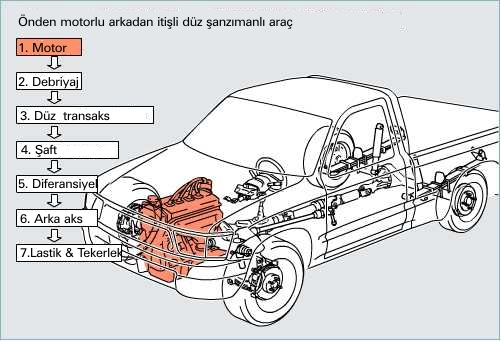 Önden motorlu arkadan itişli düz şanzımanlı araç
1. Motor
2. Debriyaj
3. Düz transaks
4. Şaft
5. Diferansiyel
6. Arka aks
7.Lastik & Tekerlek